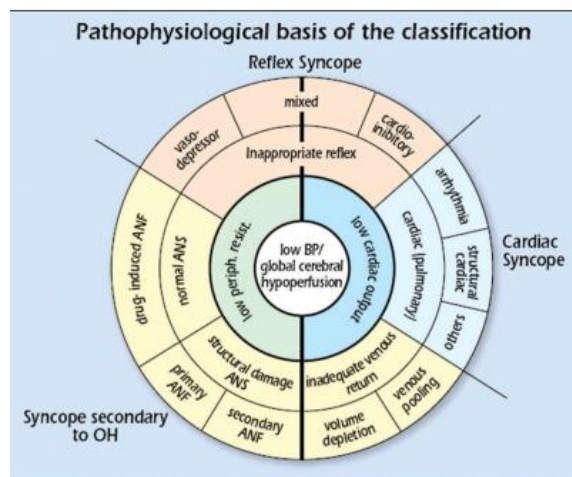 Pathophysiological basis of the classification
Reflex Syncope
mixed
vaso-
depressor
cardio-
inibitory
Inappropriate reflex
drug-induced ANF
normal ANS
low periph. resist.
low BP/
global cerebral
hypoperfusion
low cardiac output
cardiac (pulmonary)
arrhythmia
structural
cardiac
others
Cardiac
Syncope
structural damage
ANS
inadequate venous
return
primary
ANF
secondary
ANF
volume
depletion
venous
pooling
Syncope secondary
to OH